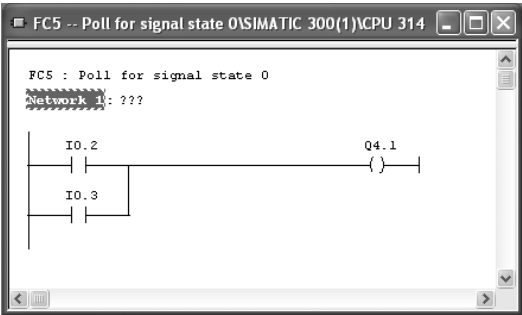 FC5 -- Poll for signal state 0\SIMATIC 300(1)\CPU 314
FC5 : Poll for signal state 0
Network 1: ???
I0.2
Q4.1
I0.3